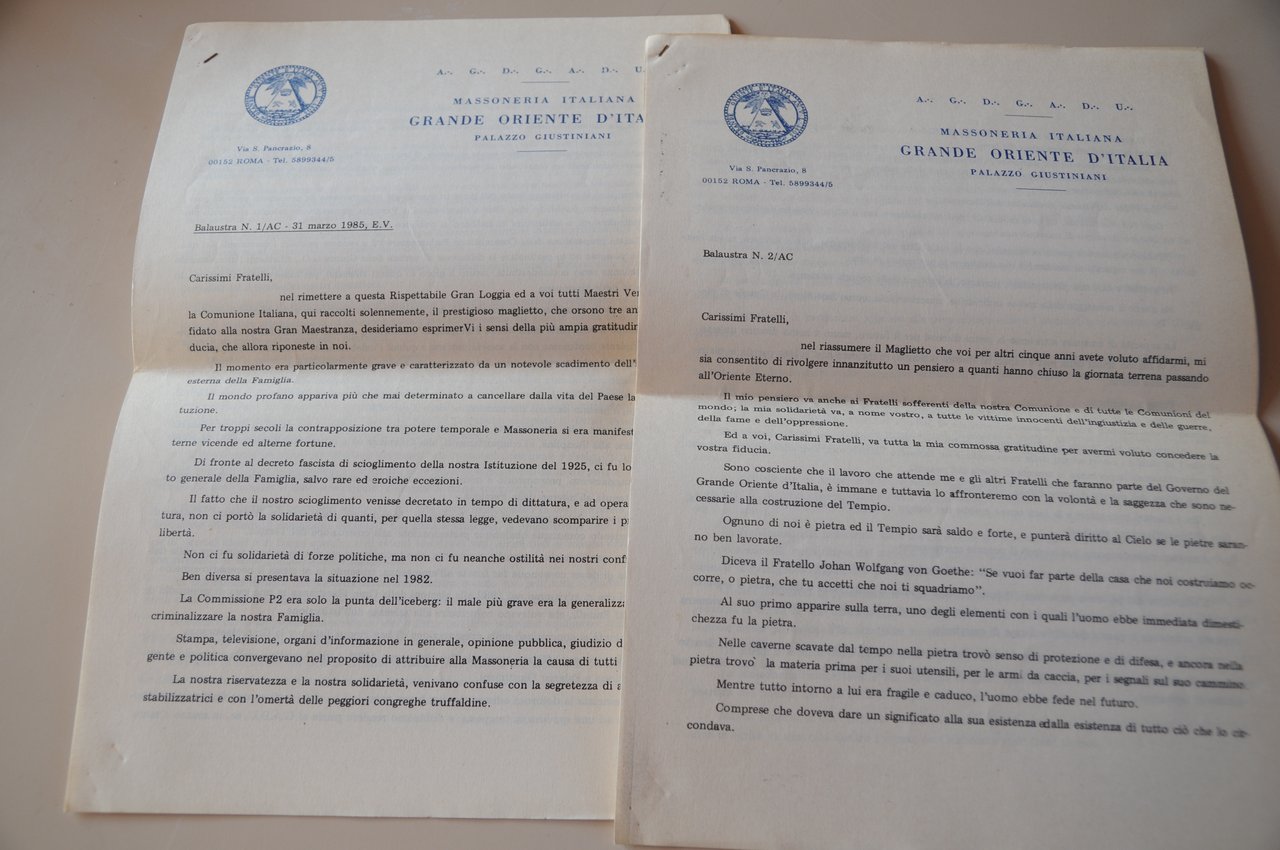 A∴ G∴ D∴ G∴ A∴ D∴ U.
MASSONERIA ITALIANA
GRANDE ORIENTE D'ITA
PALAZZO GIUSTINIANI
Via S. Pancrazio, 8
00152 ROMA - Tel. 5899344/5
Balaustra N. 1/AC - 31 marzo 1985, E.V.
Carissimi Fratelli,
nel rimettere a questa Rispettabile Gran Loggia ed a voi tutti Maestri Ve
la Comunione Italiana, qui raccolti solennemente, il prestigioso maglietto, che orsono tre an
fidato alla nostra Gran Maestranza, desideriamo esprimerVi i sensi della più ampia gratitudin
ducia, che allora riponeste in noi.
Il momento era particolarmente grave e caratterizzato da un notevole scadimento dell'
esterna della Famiglia.
Il mondo profano appariva più che mai determinato a cancellare dalla vita del Paese la
tuzione.
Per troppi secoli la contrapposizione tra potere temporale e Massoneria si era manifest
terne vicende ed alterne fortune.
Di fronte al decreto fascista di scioglimento della nostra Istituzione del 1925, ci fu lo
to generale della Famiglia, salvo rare ed eroiche eccezioni.
Il fatto che il nostro scioglimento venisse decretato in tempo di dittatura, e ad opera
tura, non ci portò la solidarietà di quanti, per quella stessa legge, vedevano scomparire i p
libertà.
Non ci fu solidarietà di forze politiche, ma non ci fu neanche ostilità nei nostri conf
Ben diversa si presentava la situazione nel 1982.
La Commissione P2 era solo la punta dell'iceberg: il male più grave era la generalizza
criminalizzare la nostra Famiglia.
Stampa, televisione, organi d'informazione in generale, opinione pubblica, giudizio d
gente e politica convergevano nel proposito di attribuire alla Massoneria la causa di tutti
La nostra riservatezza e la nostra solidarietà, venivano confuse con la segretezza di a
stabilizzatrici e con l'omertà delle peggiori congreghe truffaldine.
A∴ G∴ D∴ G∴ A∴ D∴ U∴
MASSONERIA ITALIANA
GRANDE ORIENTE D'ITALIA
PALAZZO GIUSTINIANI
Via S. Pancrazio, 8
00152 ROMA - Tel. 5899344/5
Balaustra N. 2/AC
Carissimi Fratelli,
nel riassumere il Maglietto che voi per altri cinque anni avete voluto affidarmi, mi
sia consentito di rivolgere innanzitutto un pensiero a quanti hanno chiuso la giornata terrena passando
all'Oriente Eterno.
Il mio pensiero va anche ai Fratelli sofferenti della nostra Comunione e di tutte le Comunioni del
mondo; la mia solidarietà va, a nome vostro, a tutte le vittime innocenti dell'ingiustizia e delle guerre,
della fame e dell'oppressione.
Ed a voi, Carissimi Fratelli, va tutta la mia commossa gratitudine per avermi voluto concedere la
vostra fiducia.
Sono cosciente che il lavoro che attende me e gli altri Fratelli che faranno parte del Governo del
Grande Oriente d'Italia, è immane e tuttavia lo affronteremo con la volontà e la saggezza che sono ne-
cessarie alla costruzione del Tempio.
Ognuno di noi è pietra ed il Tempio sarà saldo e forte, e punterà diritto al Cielo se le pietre saran-
no ben lavorate.
Diceva il Fratello Johan Wolfgang von Goethe: "Se vuoi far parte della casa che noi costruiamo oc-
corre, o pietra, che tu accetti che noi ti squadriamo".
Al suo primo apparire sulla terra, uno degli elementi con i quali l'uomo ebbe immediata dimesti-
chezza fu la pietra.
Nelle caverne scavate dal tempo nella pietra trovò senso di protezione e di difesa, e ancora nella
pietra trovo` la materia prima per i suoi utensili, per le armi da caccia, per i segnali sul suo cammino.
Mentre tutto intorno a lui era fragile e caduco, l'uomo ebbe fede nel futuro.
Comprese che doveva dare un significato alla sua esistenza edalla esistenza di tutto ciò che lo cir-
condava.